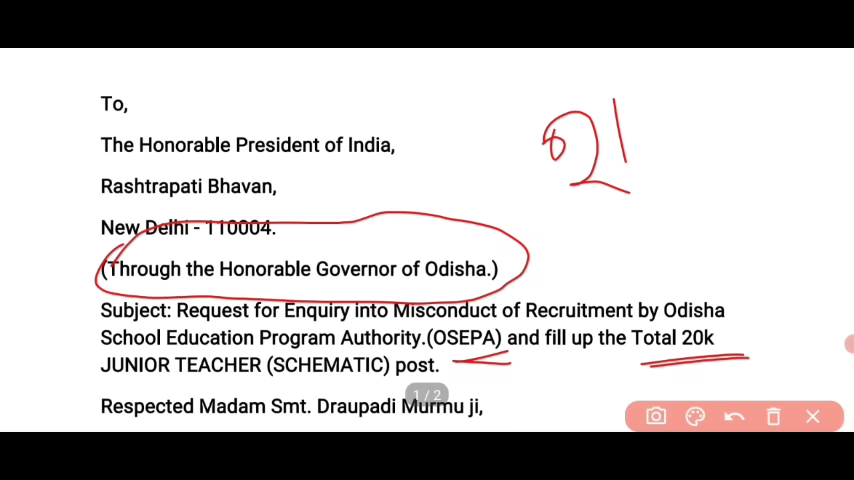 To,
The Honorable President of India,
Rashtrapati Bhavan,
New Delhi - 110004.
(Through the Honorable Governor of Odisha.)
Subject: Request for Enquiry into Misconduct of Recruitment by Odisha
School Education Program Authority.(OSEPA) and fill up the Total 20k
JUNIOR TEACHER (SCHEMATIC) post.
1 / 2
Respected Madam Smt. Draupadi Murmu ji,